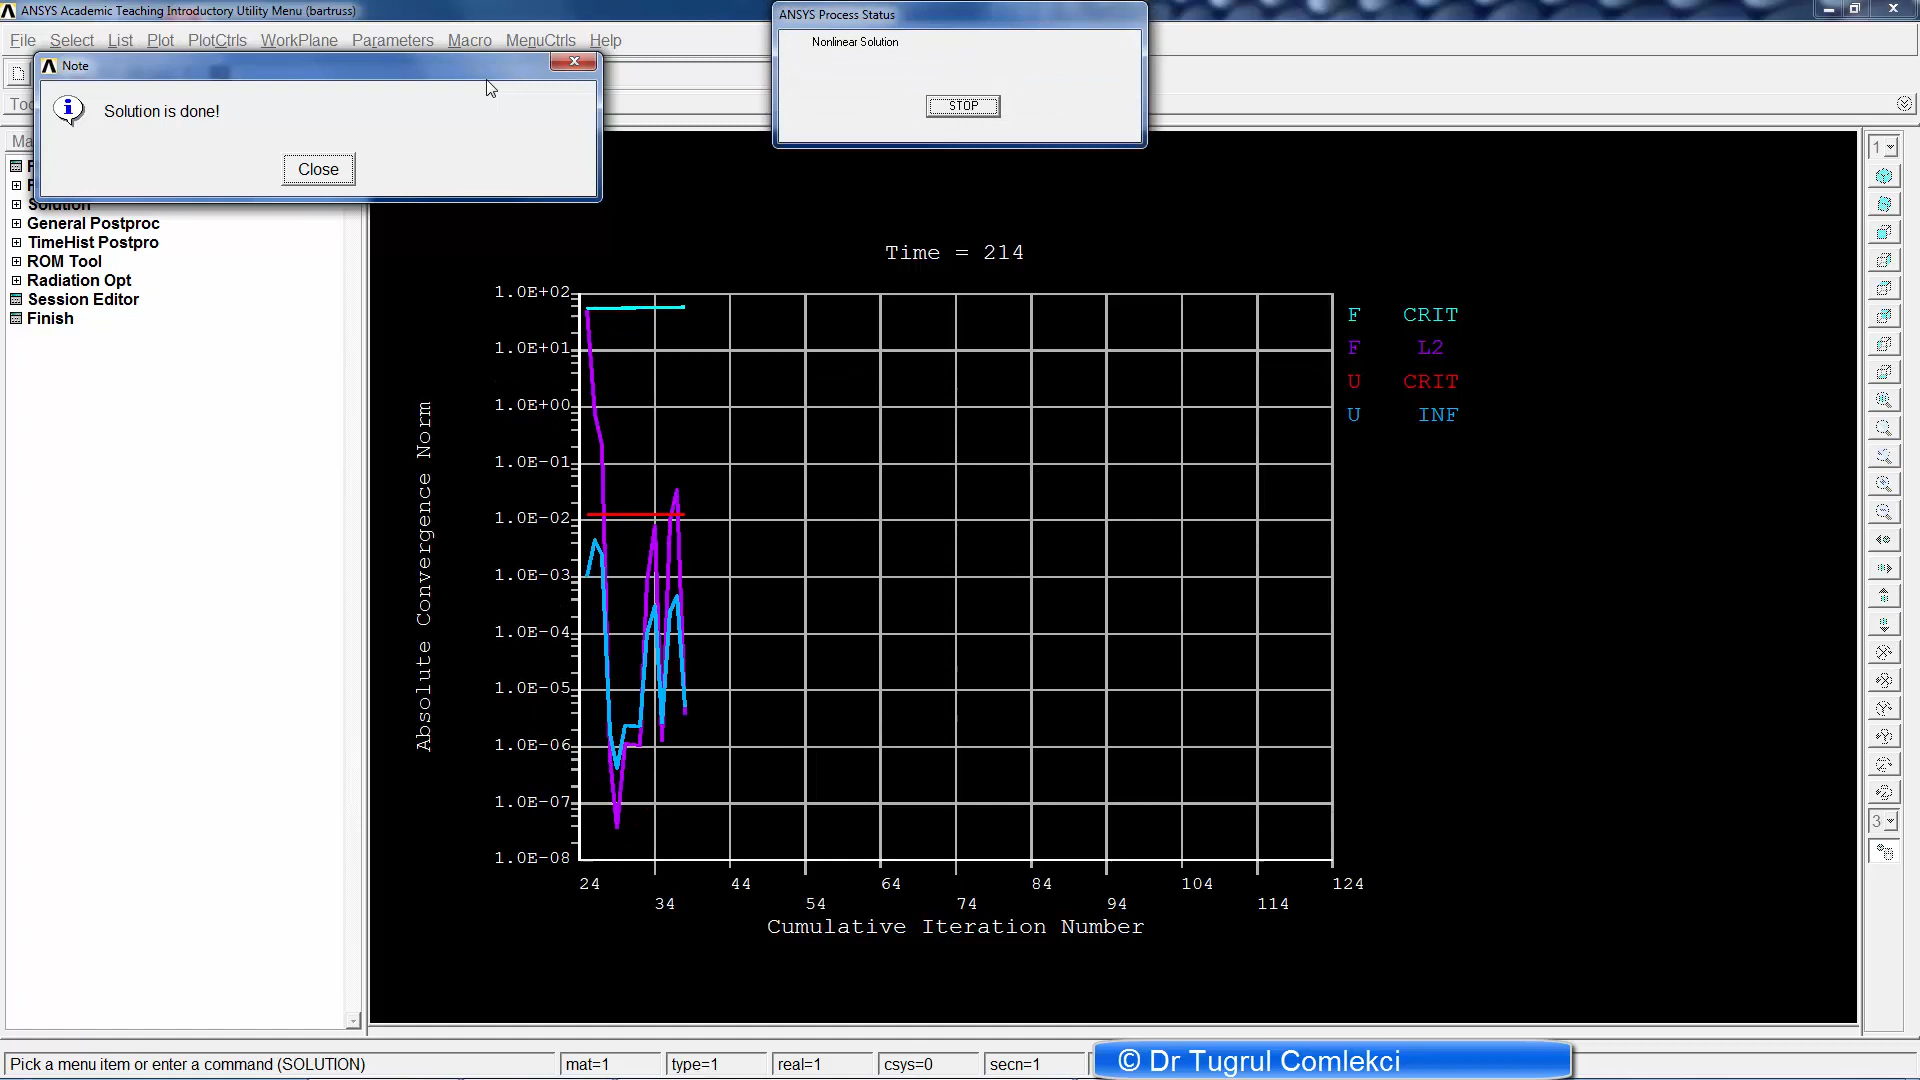 ANSYS Academic Teaching Introductory Utility Menu (bartruss)
File Select List Plot PlotCtrls WorkPlane Parameters Macro MenuCtrls Help
Note
Solution is done!
Close
ANSYS Process Status
Nonlinear Solution
STOP
Solution
General Postproc
TimeHist Postpro
ROM Tool
Radiation Opt
Session Editor
Finish
Time = 214
1.0E+02
1.0E+01
1.0E+00
1.0E-01
1.0E-02
1.0E-03
1.0E-04
1.0E-05
1.0E-06
1.0E-07
1.0E-08
Absolute Convergence Norm
24 44 64 84 104 124
34 54 74 94 114
Cumulative Iteration Number
F CRIT
F L2
U CRIT
U INF
1
3
Pick a menu item or enter a command (SOLUTION)
mat=1
type=1
real=1
csys=0
secn=1
© Dr Tugrul Comlekci